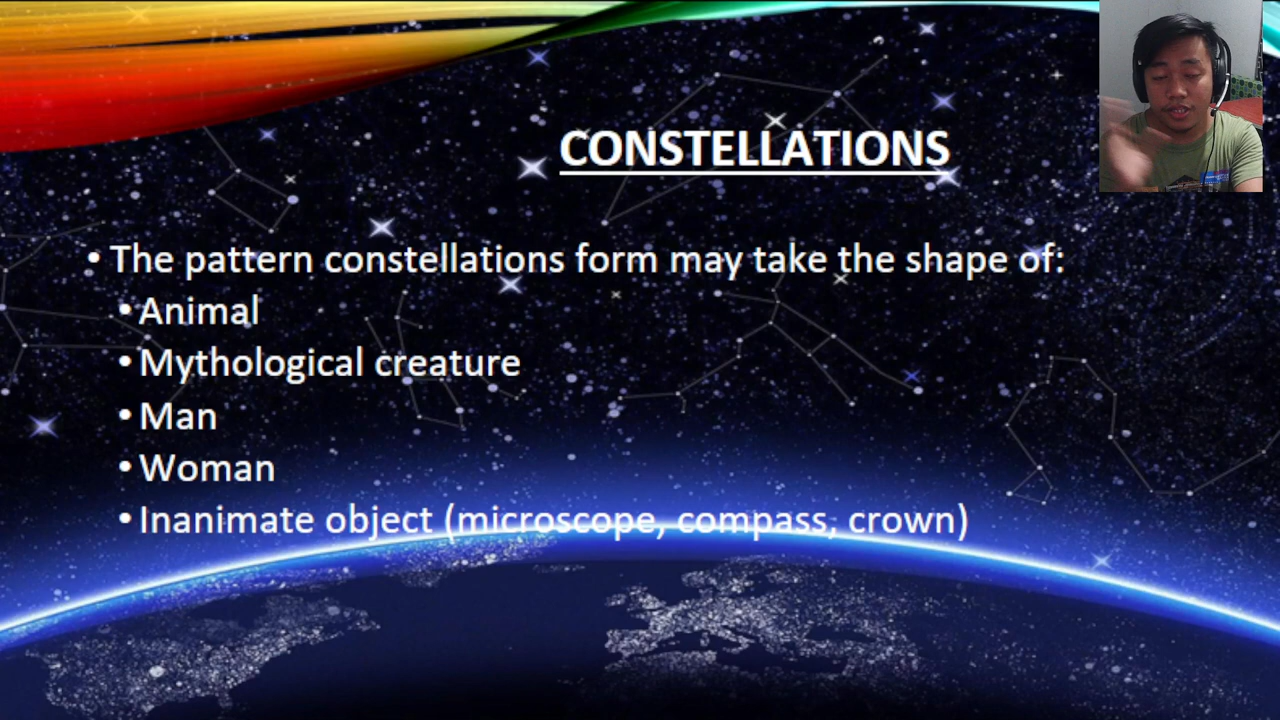 CONSTELLATIONS
• The pattern constellations form may take the shape of:
• Animal
• Mythological creature
• Man
• Woman
• Inanimate object (microscope, compass, crown)